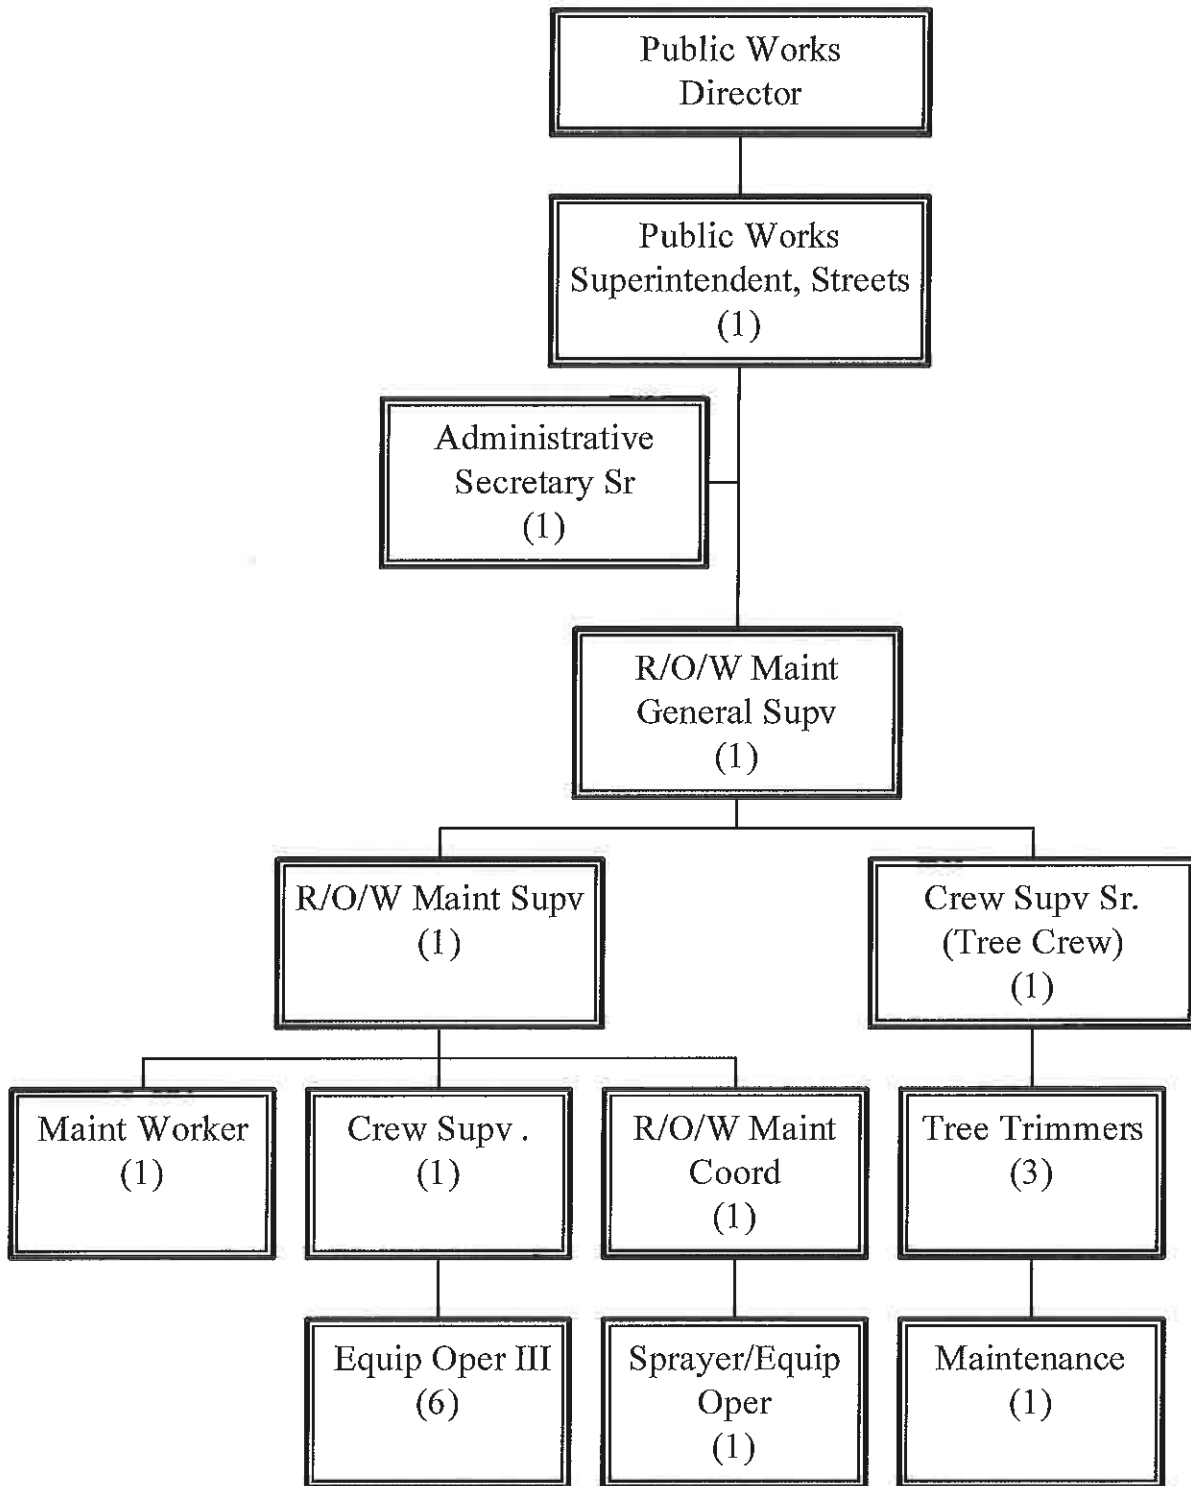 Public Works
Director
Public Works
Superintendent, Streets
(1)
Administrative
Secretary Sr
(1)
R/O/W Maint
General Supv
(1)
R/O/W Maint Supv
(1)
Crew Supv Sr.
(Tree Crew)
(1)
Maint Worker
(1)
Crew Supv .
(1)
R/O/W Maint
Coord
(1)
Tree Trimmers
(3)
Equip Oper III
(6)
Sprayer/Equip
Oper
(1)
Maintenance
(1)